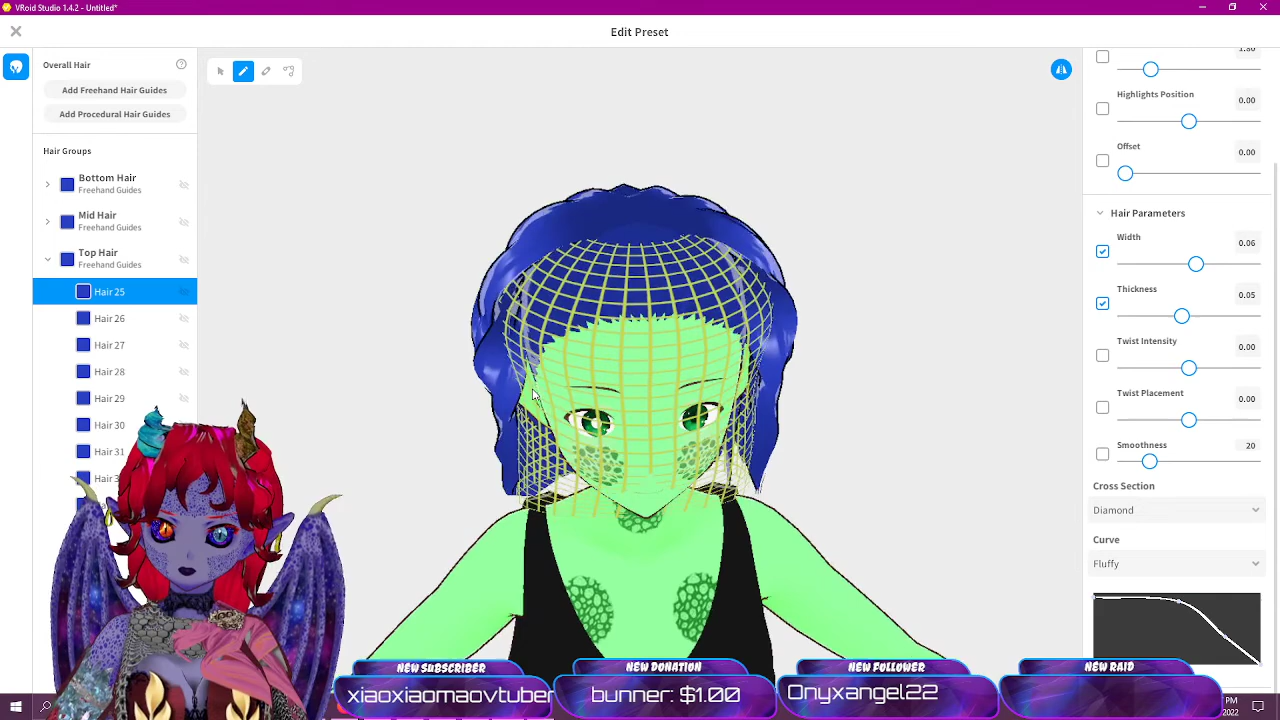 VRoid Studio 1.4.2 - Untitled*
Edit Preset
Overall Hair
Add Freehand Hair Guides
Add Procedural Hair Guides
Hair Groups
Bottom Hair
Freehand Guides
Mid Hair
Freehand Guides
Top Hair
Freehand Guides
Hair 25
Hair 26
Hair 27
Hair 28
Hair 29
Hair 30
Hair 31
Highlights Position
0.00
Offset
0.00
Hair Parameters
Width
0.06
Thickness
0.05
Twist Intensity
0.00
Twist Placement
0.00
Smoothness
20
Cross Section
Diamond
Curve
Fluffy
NEW SUBSCRIBER
xiaoxiaomaovtuber
NEW DONATION
bunner: $1.00
NEW FOLLOWER
Onyxangel22
NEW RAID
PM